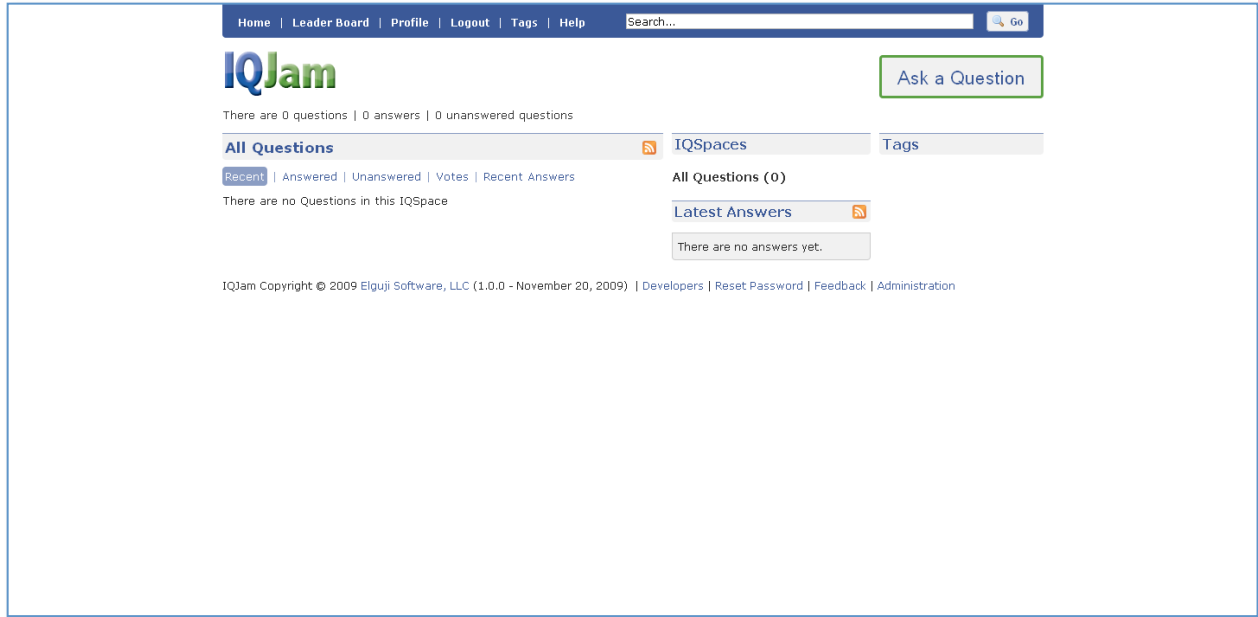 Home | Leader Board | Profile | Logout | Tags | Help Search... Go
IQJam
Ask a Question
There are 0 questions | 0 answers | 0 unanswered questions
All Questions
Recent | Answered | Unanswered | Votes | Recent Answers
There are no Questions in this IQSpace
IQSpaces
All Questions (0)
Latest Answers
There are no answers yet.
Tags
IQJam Copyright © 2009 Elguji Software, LLC (1.0.0 - November 20, 2009) | Developers | Reset Password | Feedback | Administration